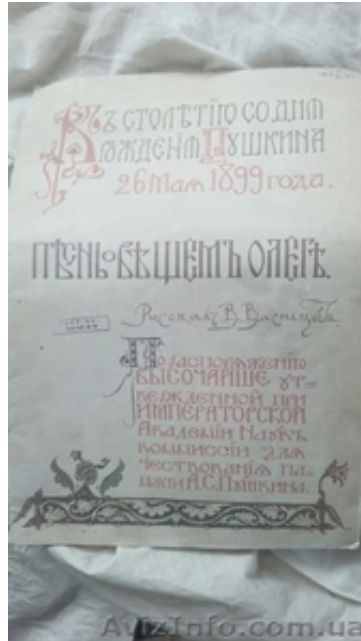 Къ столѣтію со дня
рожденія Пушкина
26 Мая 1899 года.
ПѢСНЬ о ВѢЩЕМЪ ОЛЕГѢ.
Рисовалъ В. Васнецовъ.
По распоряженію
ВЫСОЧАЙШЕ ут-
вержденной при
ИМПЕРАТОРСКОЙ
Академіи Наукъ
коммиссіи для
чествованія па-
мяти А.С.Пушкина.
AvizInfo.com.ua